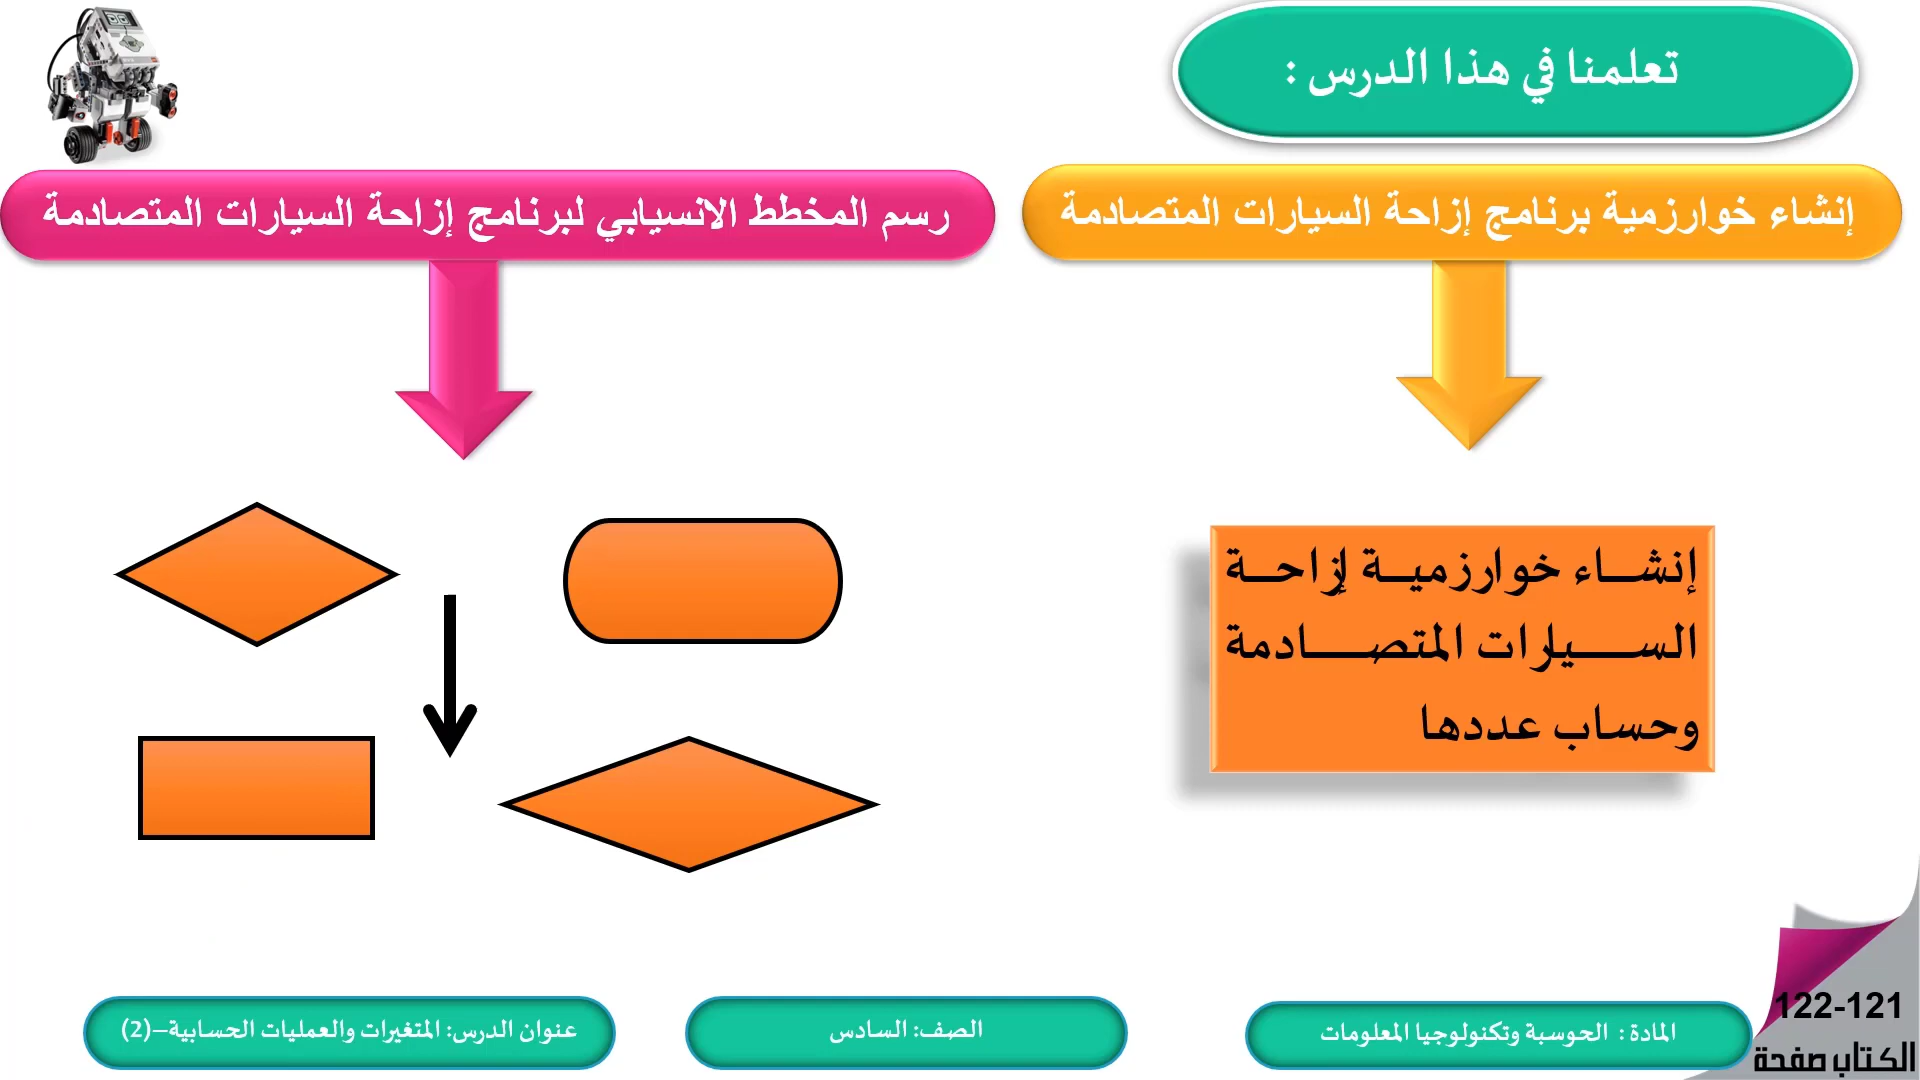 تعلمنا في هذا الدرس :
إنشاء خوارزمية برنامج إزاحة السيارات المتصادمة
رسم المخطط الانسيابي لبرنامج إزاحة السيارات المتصادمة
إنشاء خوارزمية لإزاحة
السيارات المتصادمة
وحساب عددها
122-121
الكتاب صفحة
المادة : الحوسبة وتكنولوجيا المعلومات
الصف: السادس
عنوان الدرس: المتغيرات والعمليات الحسابية–(2)